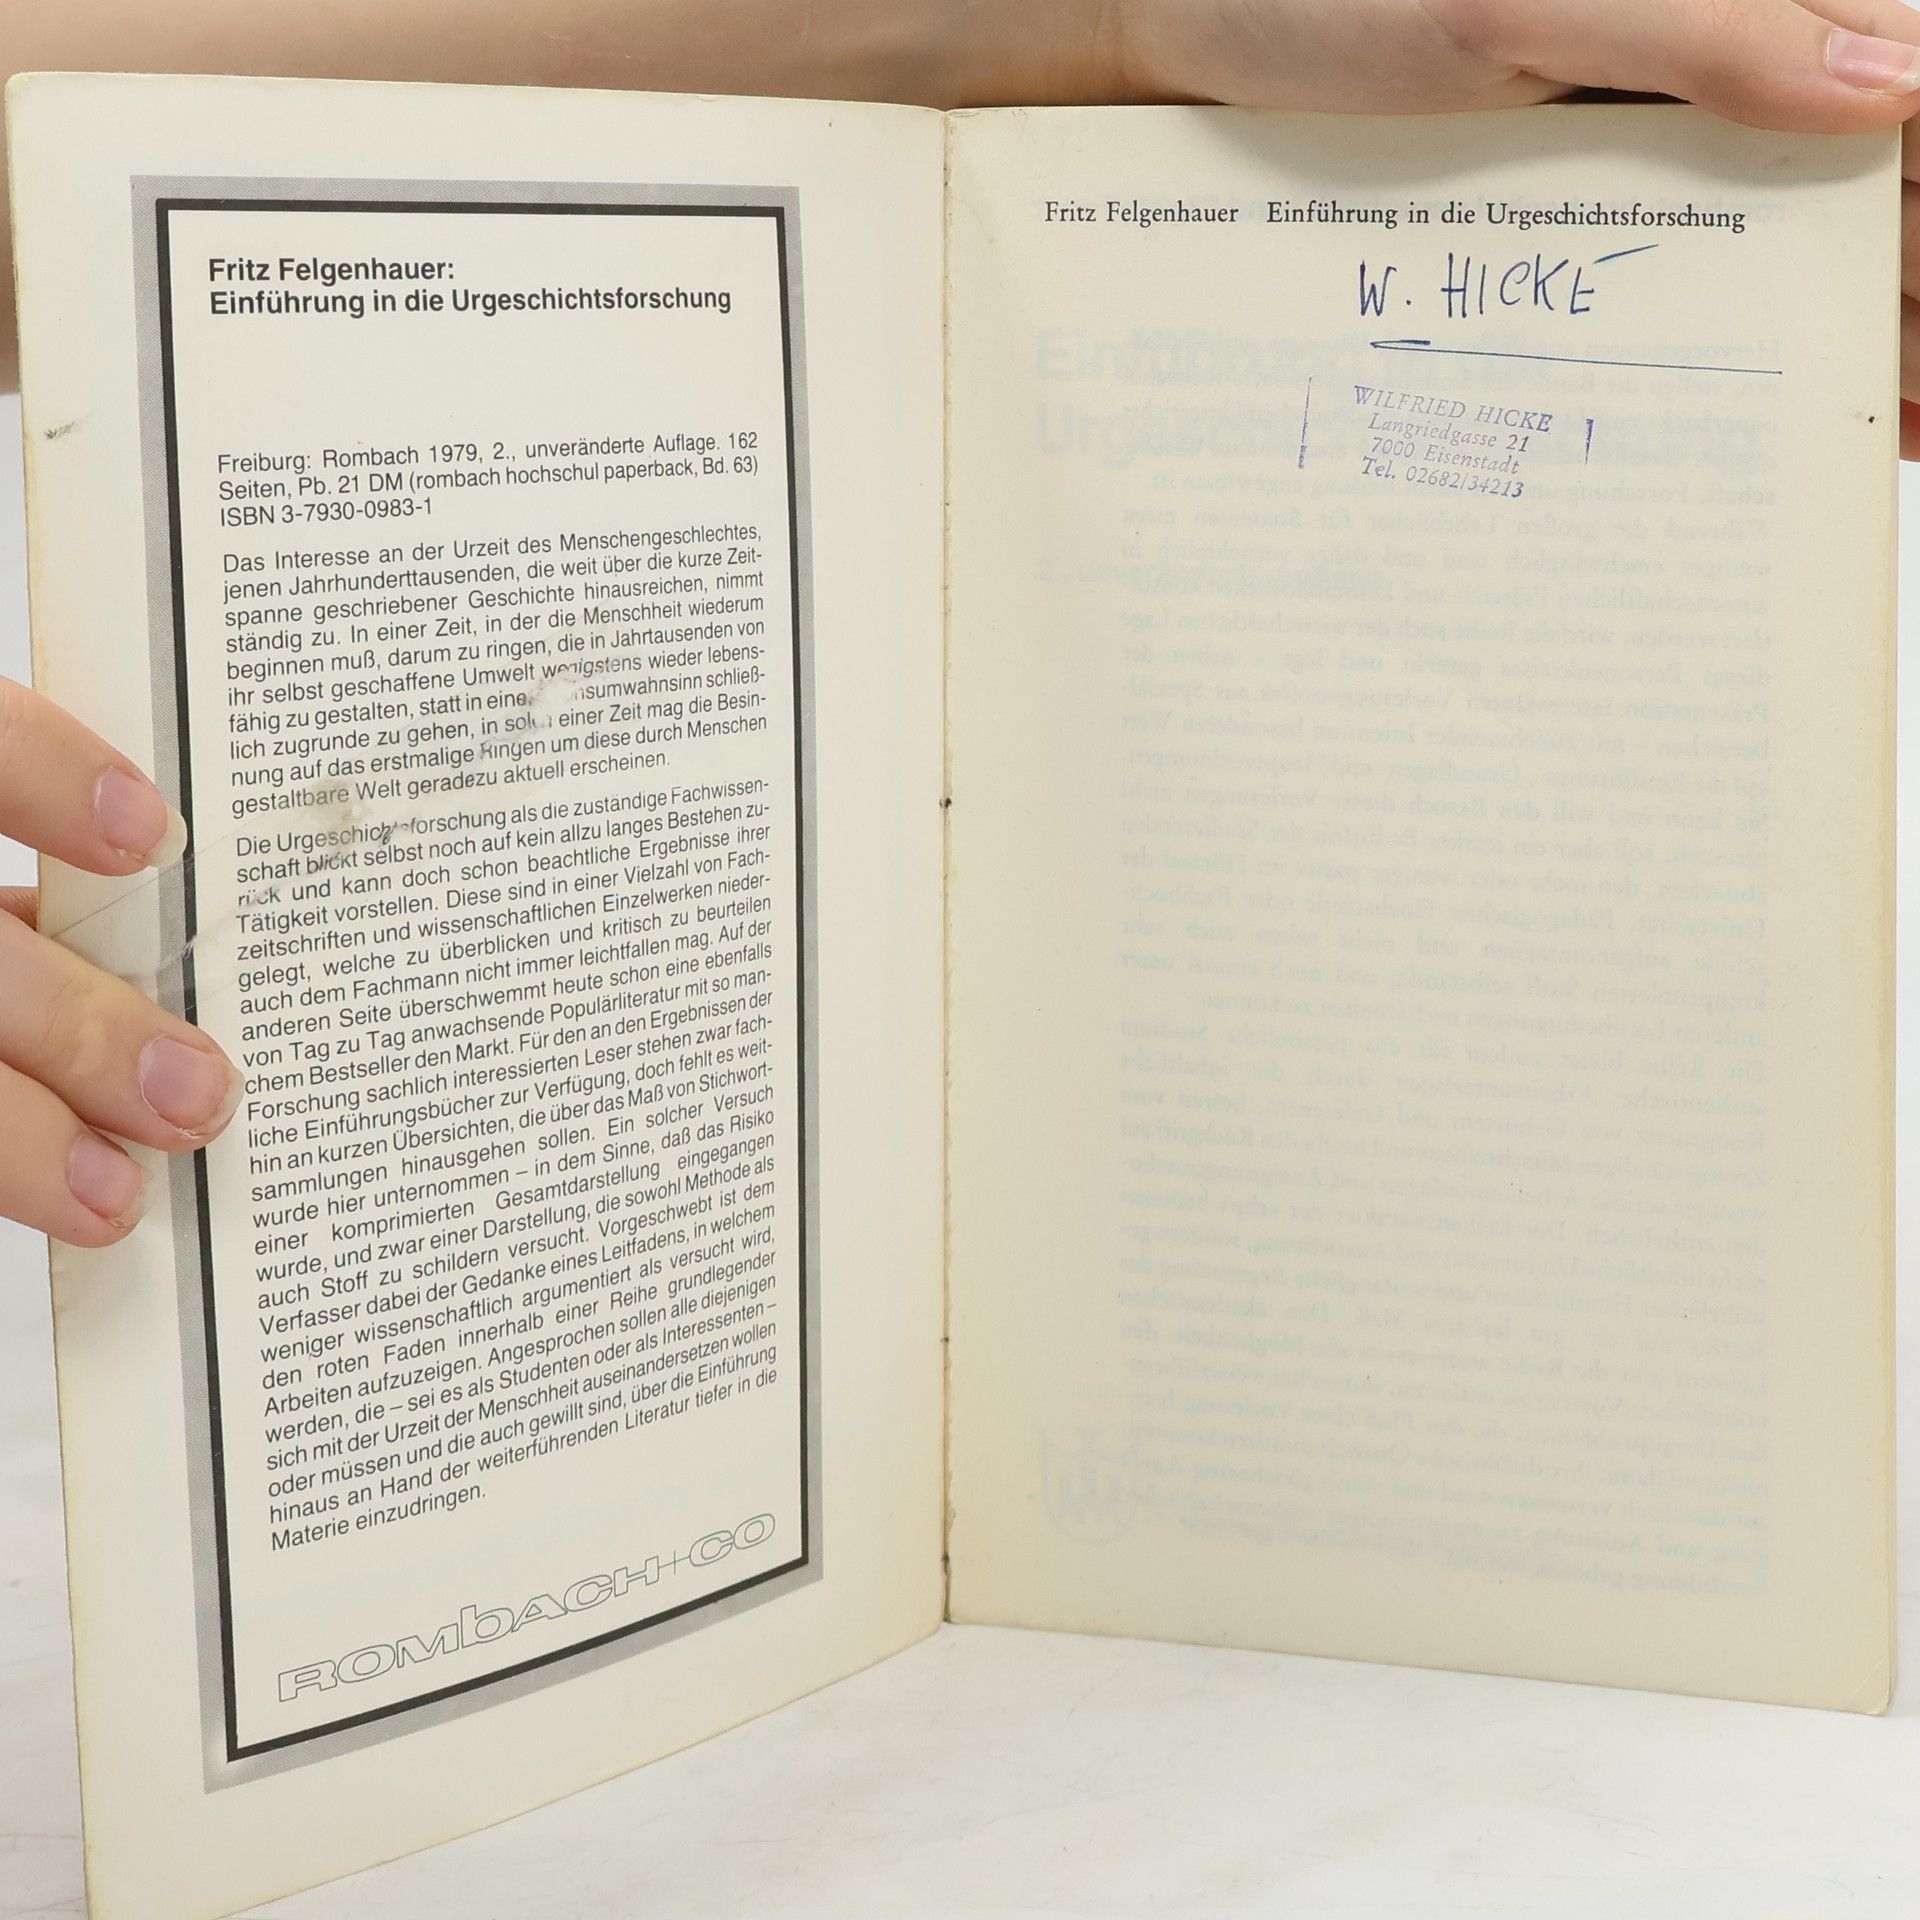 Fritz Felgenhauer:
Einführung in die Urgeschichtsforschung
Freiburg: Rombach 1979, 2., unveränderte Auflage. 162
Seiten, Pb. 21 DM (rombach hochschul paperback, Bd. 63)
ISBN 3-7930-0983-1
Das Interesse an der Urzeit des Menschengeschlechtes,
jenen Jahrhunderttausenden, die weit über die kurze Zeit-
spanne geschriebener Geschichte hinausreichen, nimmt
ständig zu. In einer Zeit, in der die Menschheit wiederum
beginnen muß, darum zu ringen, die in Jahrtausenden von
ihr selbst geschaffene Umwelt wenigstens wieder lebens-
fähig zu gestalten, statt in eine nsumwahnsinn schließ-
lich zugrunde zu gehen, in solch einer Zeit mag die Besin-
nung auf das erstmalige Ringen um diese durch Menschen
gestaltbare Welt geradezu aktuell erscheinen.
Die Urgeschichtsforschung als die zuständige Fachwissen-
schaft blickt selbst noch auf kein allzu langes Bestehen zu-
rück und kann doch schon beachtliche Ergebnisse ihrer
Tätigkeit vorstellen. Diese sind in einer Vielzahl von Fach-
zeitschriften und wissenschaftlichen Einzelwerken nieder-
gelegt, welche zu überblicken und kritisch zu beurteilen
auch dem Fachmann nicht immer leichtfallen mag. Auf der
anderen Seite überschwemmt heute schon eine ebenfalls
von Tag zu Tag anwachsende Populärliteratur mit so man-
chem Bestseller den Markt. Für den an den Ergebnissen der
Forschung sachlich interessierten Leser stehen zwar fach-
liche Einführungsbücher zur Verfügung, doch fehlt es weit-
hin an kurzen Übersichten, die über das Maß von Stichwort-
sammlungen hinausgehen sollen. Ein solcher Versuch
wurde hier unternommen – in dem Sinne, daß das Risiko
einer komprimierten Gesamtdarstellung eingegangen
wurde, und zwar einer Darstellung, die sowohl Methode als
auch Stoff zu schildern versucht. Vorgeschwebt ist dem
Verfasser dabei der Gedanke eines Leitfadens, in welchem
weniger wissenschaftlich argumentiert als versucht wird,
den roten Faden innerhalb einer Reihe grundlegender
Arbeiten aufzuzeigen. Angesprochen sollen alle diejenigen
werden, die – sei es als Studenten oder als Interessenten –
sich mit der Urzeit der Menschheit auseinandersetzen wollen
oder müssen und die auch gewillt sind, über die Einführung
hinaus an Hand der weiterführenden Literatur tiefer in die
Materie einzudringen.
ROMBACH+CO
Fritz Felgenhauer Einführung in die Urgeschichtsforschung
W. HICKE
WILFRIED HICKE
Langriedgasse 21
7000 Eisenstadt
Tel. 02682/34213